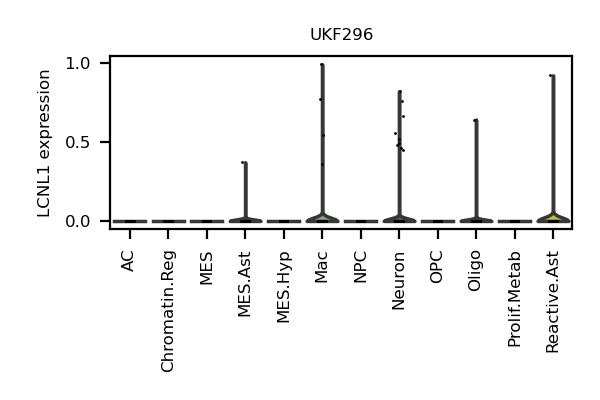 UKF296
LCNL1 expression
1.0
0.5
0.0
AC
Chromatin.Reg
MES
MES.Ast
MES.Hyp
Mac
NPC
Neuron
OPC
Oligo
Prolif.Metab
Reactive.Ast